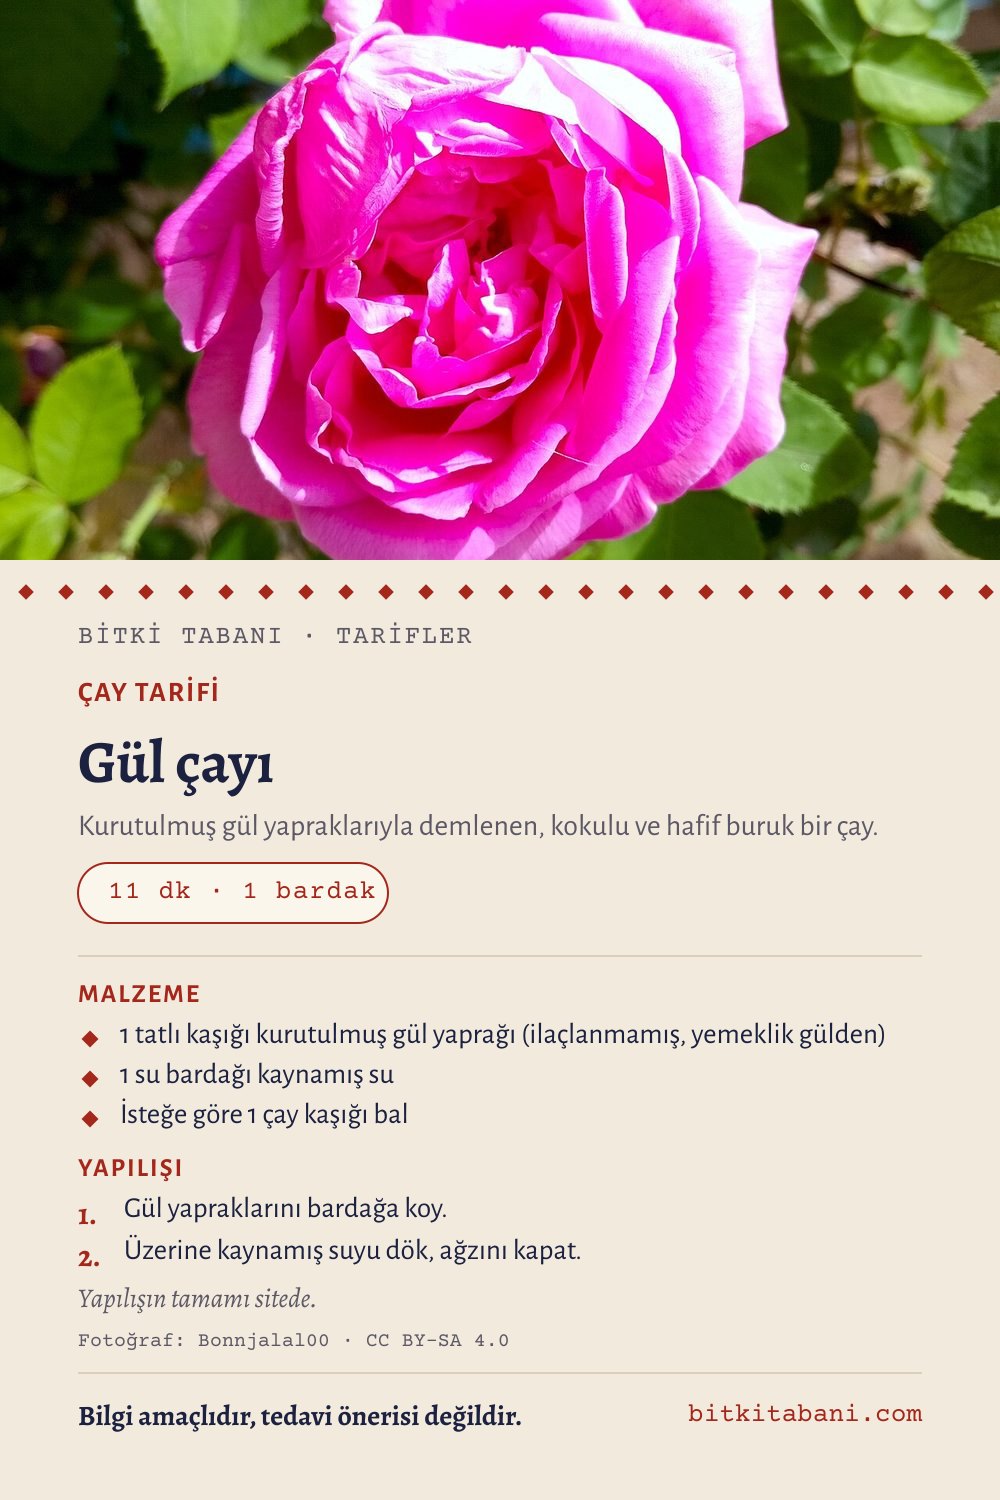 BİTKİ TABANI · TARİFLER
ÇAY TARİFİ
Gül çayı
Kurutulmuş gül yapraklarıyla demlenen, kokulu ve hafif buruk bir çay.
11 dk · 1 bardak
MALZEME
◆ 1 tatlı kaşığı kurutulmuş gül yaprağı (ilaçlanmamış, yemeklik gülden)
◆ 1 su bardağı kaynamış su
◆ İsteğe göre 1 çay kaşığı bal
YAPILIŞI
1. Gül yapraklarını bardağa koy.
2. Üzerine kaynamış suyu dök, ağzını kapat.
Yapılışın tamamı sitede.
Fotoğraf: Bonnjalal00 · CC BY-SA 4.0
Bilgi amaçlıdır, tedavi önerisi değildir.
bitkitabani.com